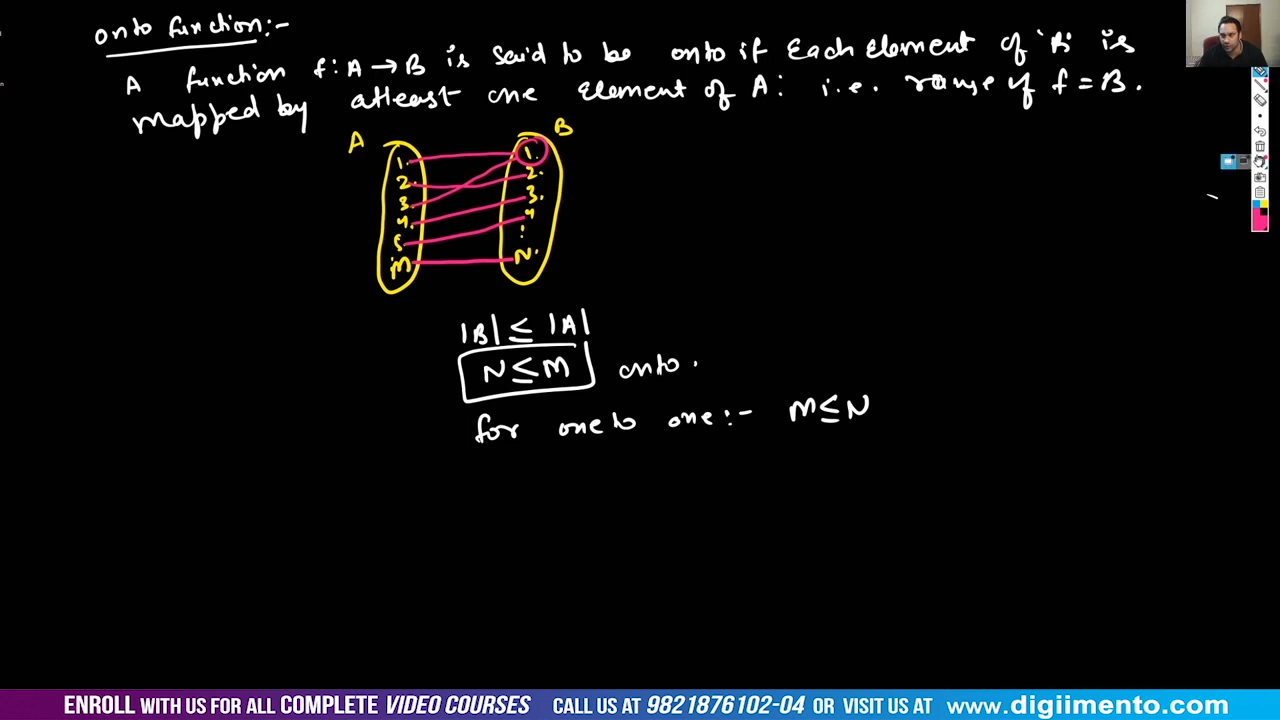 onto function:-
A function f: A → B is said to be onto if Each element of 'B' is
mapped by atleast one element of A: i.e. range of f = B.
A B
1. 1.
2. 2.
3. 3.
4. 4
5 :
M N.
|B| ≤ |A|
N ≤ M onto.
for one to one:- M ≤ N
ENROLL WITH US FOR ALL COMPLETE VIDEO COURSES CALL US AT 9821876102-04 OR VISIT US AT www.digiimento.com